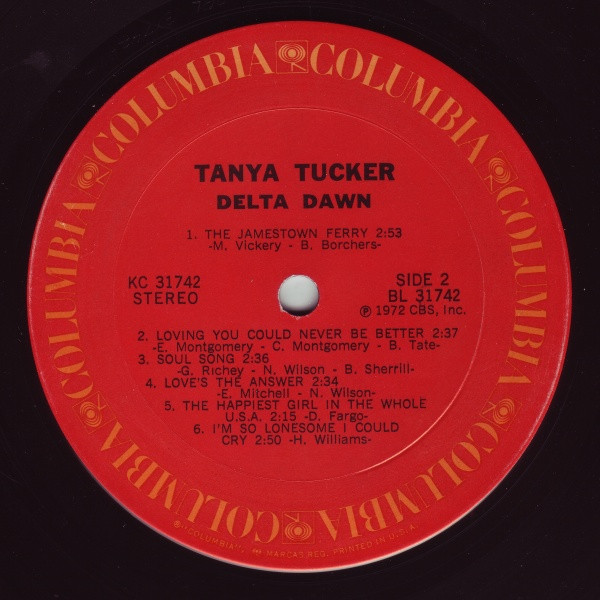 COLUMBIA COLUMBIA COLUMBIA COLUMBIA COLUMBIA COLUMBIA
TANYA TUCKER
DELTA DAWN
1. THE JAMESTOWN FERRY 2:53
-M. Vickery - B. Borchers-
KC 31742
STEREO
SIDE 2
BL 31742
℗ 1972 CBS, Inc.
2. LOVING YOU COULD NEVER BE BETTER 2:37
-E. Montgomery - C. Montgomery - B. Tate-
3. SOUL SONG 2:36
-G. Richey - N. Wilson - B. Sherrill-
4. LOVE'S THE ANSWER 2:34
-E. Mitchell - N. Wilson-
5. THE HAPPIEST GIRL IN THE WHOLE
U.S.A. 2:15 -D. Fargo-
6. I'M SO LONESOME I COULD
CRY 2:50 -H. Williams-
"COLUMBIA", MARCAS REG. PRINTED IN U.S.A.